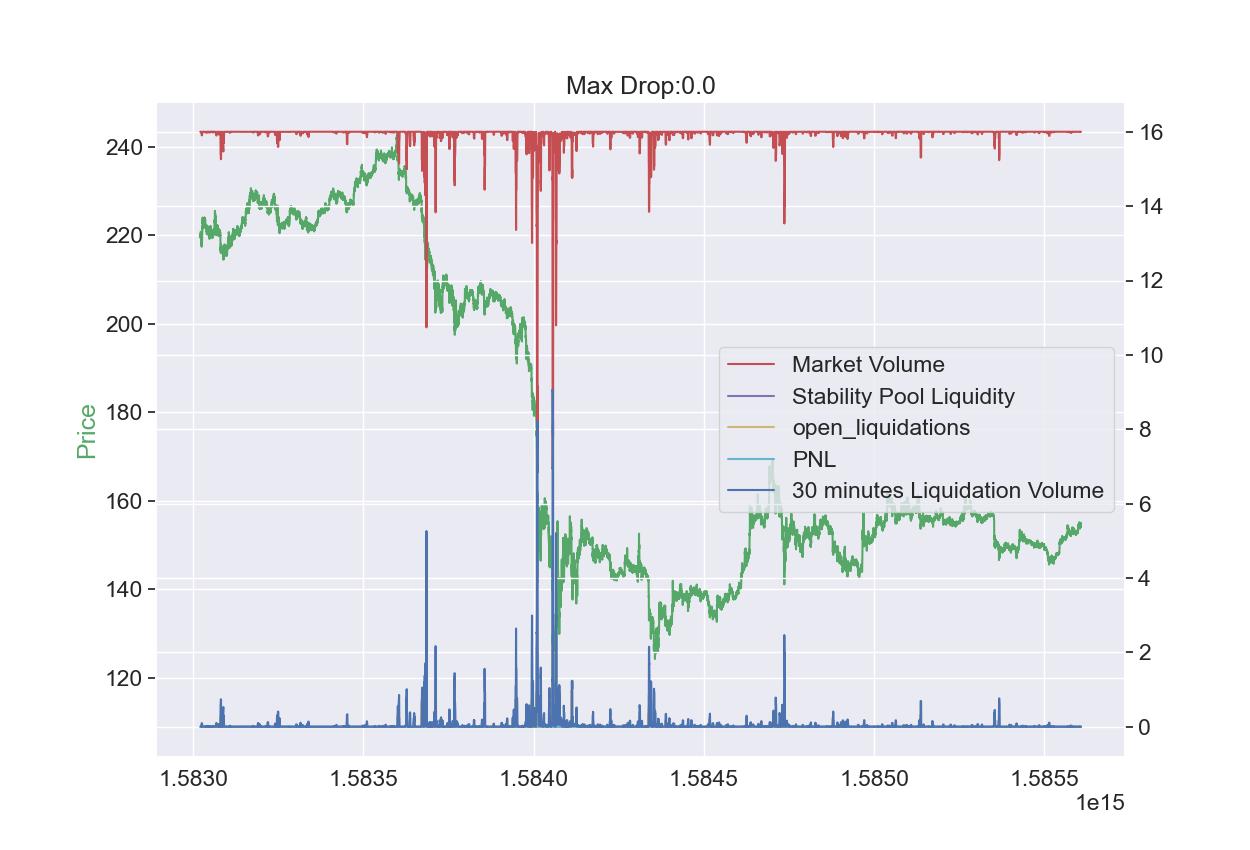 Max Drop:0.0
Price
240
220
200
180
160
140
120
16
14
12
10
8
6
4
2
0
Market Volume
Stability Pool Liquidity
open_liquidations
PNL
30 minutes Liquidation Volume
1.5830 1.5835 1.5840 1.5845 1.5850 1.5855
1e15